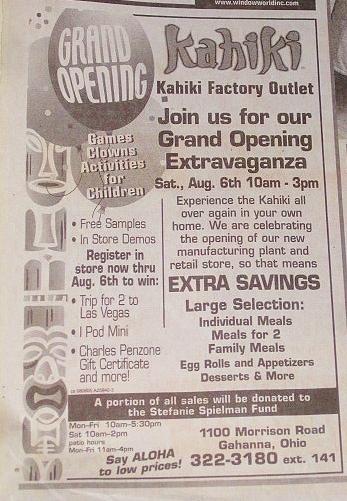 www.windowworldinc.com
GRAND
OPENING
Kahiki
Kahiki Factory Outlet
Join us for our
Grand Opening
Extravaganza
Sat., Aug. 6th 10am - 3pm
Games
Clowns
Activities
for
Children
• Free Samples
• In Store Demos
Register in
store now thru
Aug. 6th to win:
• Trip for 2 to
Las Vegas
• I Pod Mini
• Charles Penzone
Gift Certificate
and more!
Experience the Kahiki all
over again in your own
home. We are celebrating
the opening of our new
manufacturing plant and
retail store, so that means
EXTRA SAVINGS
Large Selection:
Individual Meals
Meals for 2
Family Meals
Egg Rolls and Appetizers
Desserts & More
A portion of all sales will be donated to
the Stefanie Spielman Fund
Mon-Fri 10am-5:30pm
Sat 10am-2pm
patio hours
Mon-Fri 11am-4pm
Say ALOHA
to low prices!
1100 Morrison Road
Gahanna, Ohio
322-3180 ext. 141